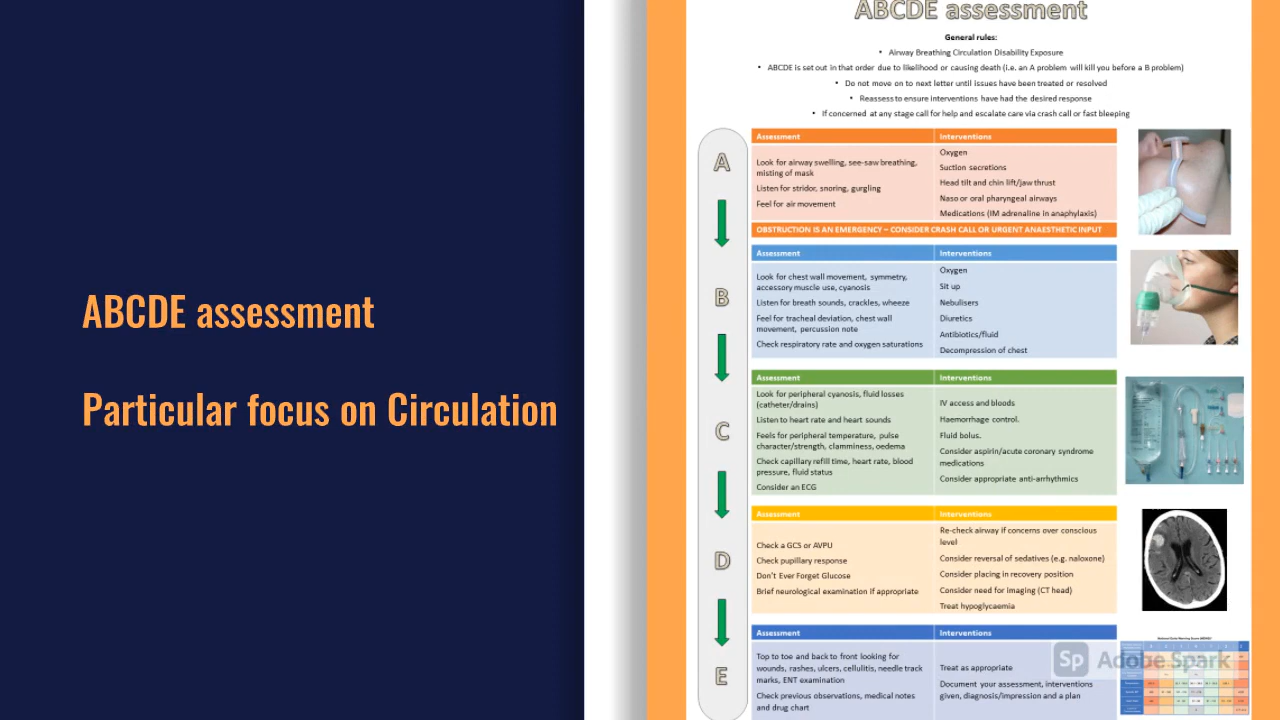 ABCDE assessment
Particular focus on Circulation
ABCDE assessment
General rules:
• Airway Breathing Circulation Disability Exposure
• ABCDE is set out in that order due to likelihood or causing death (i.e. an A problem will kill you before a B problem)
• Do not move on to next letter until issues have been treated or resolved
• Reassess to ensure interventions have had the desired response
• If concerned at any stage call for help and escalate care via crash call or fast bleeping
A
Assessment
Look for airway swelling, see-saw breathing,
misting of mask
Listen for stridor, snoring, gurgling
Feel for air movement
Interventions
Oxygen
Suction secretions
Head tilt and chin lift/jaw thrust
Naso or oral pharyngeal airways
Medications (IM adrenaline in anaphylaxis)
OBSTRUCTION IS AN EMERGENCY – CONSIDER CRASH CALL OR URGENT ANAESTHETIC INPUT
B
Assessment
Look for chest wall movement, symmetry,
accessory muscle use, cyanosis
Listen for breath sounds, crackles, wheeze
Feel for tracheal deviation, chest wall
movement, percussion note
Check respiratory rate and oxygen saturations
Interventions
Oxygen
Sit up
Nebulisers
Diuretics
Antibiotics/fluid
Decompression of chest
C
Assessment
Look for peripheral cyanosis, fluid losses
(catheter/drains)
Listen to heart rate and heart sounds
Feels for peripheral temperature, pulse
character/strength, clamminess, oedema
Check capillary refill time, heart rate, blood
pressure, fluid status
Consider an ECG
Interventions
IV access and bloods
Haemorrhage control.
Fluid bolus.
Consider aspirin/acute coronary syndrome
medications
Consider appropriate anti-arrhythmics
D
Assessment
Check a GCS or AVPU
Check pupillary response
Don't Ever Forget Glucose
Brief neurological examination if appropriate
Interventions
Re-check airway if concerns over conscious
level
Consider reversal of sedatives (e.g. naloxone)
Consider placing in recovery position
Consider need for imaging (CT head)
Treat hypoglycaemia
E
Assessment
Top to toe and back to front looking for
wounds, rashes, ulcers, cellulitis, needle track
marks, ENT examination
Check previous observations, medical notes
and drug chart
Interventions
Treat as appropriate
Document your assessment, interventions
given, diagnosis/impression and a plan
Sp Adobe Spark